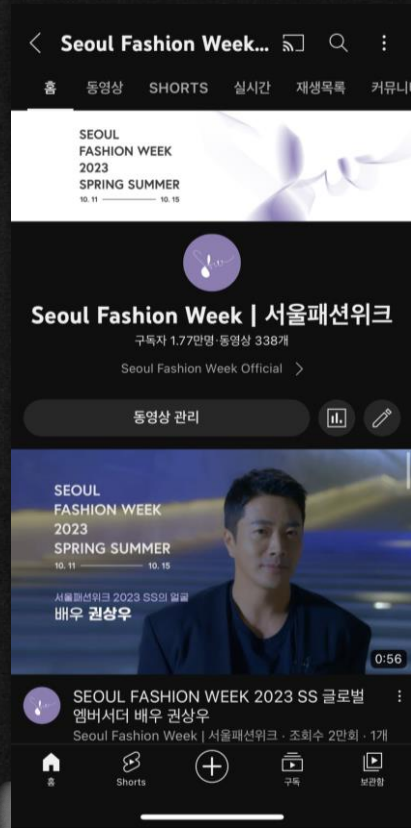 Seoul Fashion Week...
홈 동영상 SHORTS 실시간 재생목록 커뮤니
SEOUL
FASHION WEEK
2023
SPRING SUMMER
10. 11 10. 15
Seoul Fashion Week | 서울패션위크
구독자 1.77만명·동영상 338개
Seoul Fashion Week Official
동영상 관리
SEOUL
FASHION WEEK
2023
SPRING SUMMER
10. 11 10. 15
서울패션위크 2023 SS의 얼굴
배우 권상우
0:56
SEOUL FASHION WEEK 2023 SS 글로벌
엠버서더 배우 권상우
Seoul Fashion Week | 서울패션위크 · 조회수 2만회 · 1개
홈 Shorts 구독 보관함